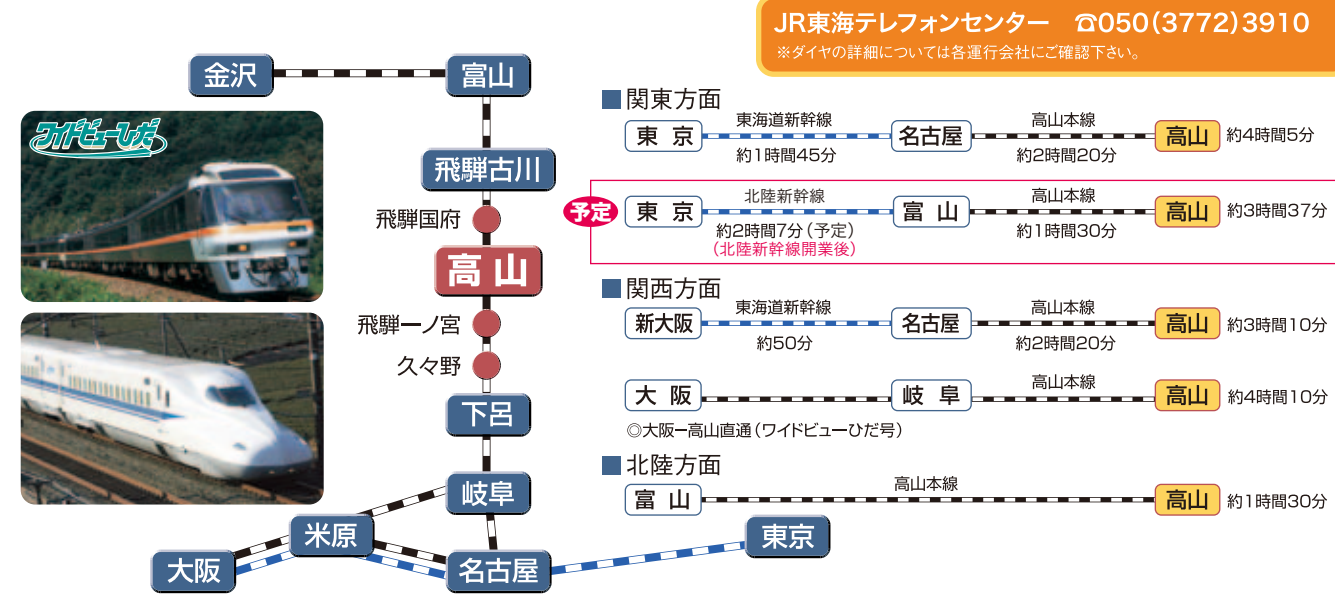 JR東海テレフォンセンター ☎050(3772)3910
※ダイヤの詳細については各運行会社にご確認下さい。
金沢
富山
ワイドビューひだ
飛騨古川
飛騨国府
高山
飛騨一ノ宮
久々野
下呂
岐阜
米原
大阪
名古屋
東京
■関東方面
東京 東海道新幹線 名古屋 高山本線 高山 約4時間5分
約1時間45分 約2時間20分
予定
東京 北陸新幹線 富山 高山本線 高山 約3時間37分
約2時間7分(予定) 約1時間30分
(北陸新幹線開業後)
■関西方面
新大阪 東海道新幹線 名古屋 高山本線 高山 約3時間10分
約50分 約2時間20分
大阪 岐阜 高山本線 高山 約4時間10分
◎大阪ー高山直通(ワイドビューひだ号)
■北陸方面
富山 高山本線 高山 約1時間30分